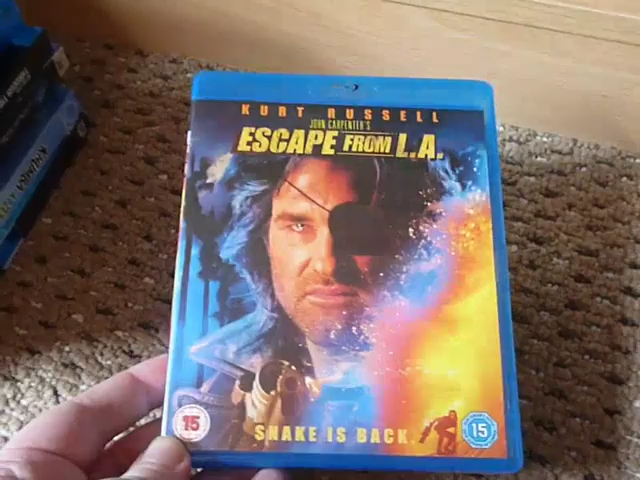 KURT RUSSELL
JOHN CARPENTER'S
ESCAPE FROM L.A.
SNAKE IS BACK.
15
15